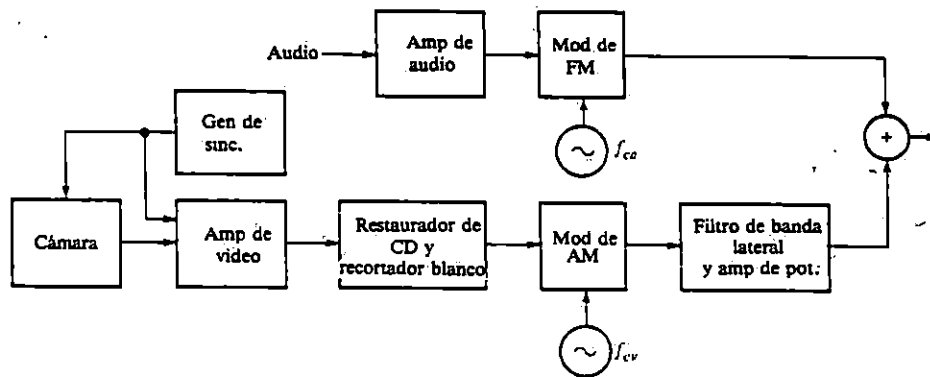 Audio
Amp de
audio
Mod de
FM
f_ca
Gen de
sinc.
+
Cámara
Amp de
video
Restaurador de
CD y
recortador blanco
Mod de
AM
f_cv
Filtro de banda
lateral
y amp de pot.